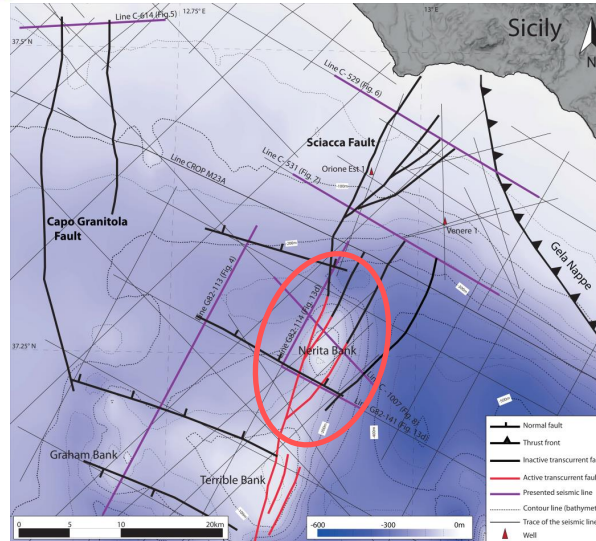 Line C-614 (Fig.5)
12.75° E
13° E
Sicily
N
37.5° N
Line C-529 (Fig. 6)
Sciacca Fault
Orione Est 1
Line C-531 (Fig. 7)
Line CROP M23A
Venere 1
Capo Granitola
Fault
Gela Nappe
Line G82-113 (Fig. 4)
Line G82-114 (Fig. 13d)
37.25° N
Nerita Bank
Line C- 1007 (Fig. 8)
Line G82-141 (Fig. 13d)
Graham Bank
Terrible Bank
Normal fault
Thrust front
Inactive transcurrent fau
Active transcurrent fault
Presented seismic line
Contour line (bathymet
Trace of the seismic line
Well
0 5 10 20km
-600 -300 0m